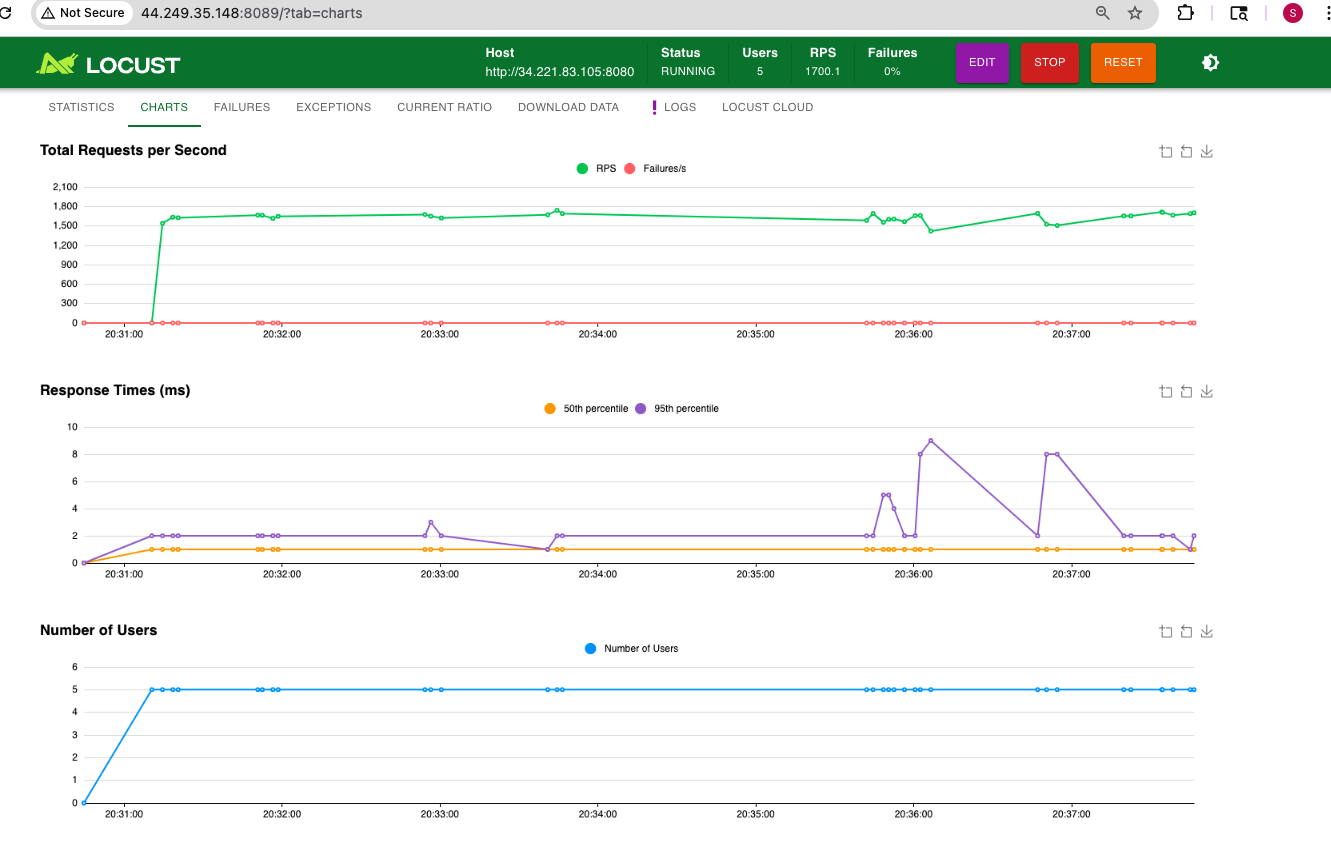 Not Secure 44.249.35.148:8089/?tab=charts S
LOCUST
Host Status Users RPS Failures
http://34.221.83.105:8080 RUNNING 5 1700.1 0%
EDIT STOP RESET
STATISTICS CHARTS FAILURES EXCEPTIONS CURRENT RATIO DOWNLOAD DATA LOGS LOCUST CLOUD
Total Requests per Second
RPS Failures/s
2,100
1,800
1,500
1,200
900
600
300
0
20:31:00 20:32:00 20:33:00 20:34:00 20:35:00 20:36:00 20:37:00
Response Times (ms)
50th percentile 95th percentile
10
8
6
4
2
0
20:31:00 20:32:00 20:33:00 20:34:00 20:35:00 20:36:00 20:37:00
Number of Users
Number of Users
6
5
4
3
2
1
0
20:31:00 20:32:00 20:33:00 20:34:00 20:35:00 20:36:00 20:37:00